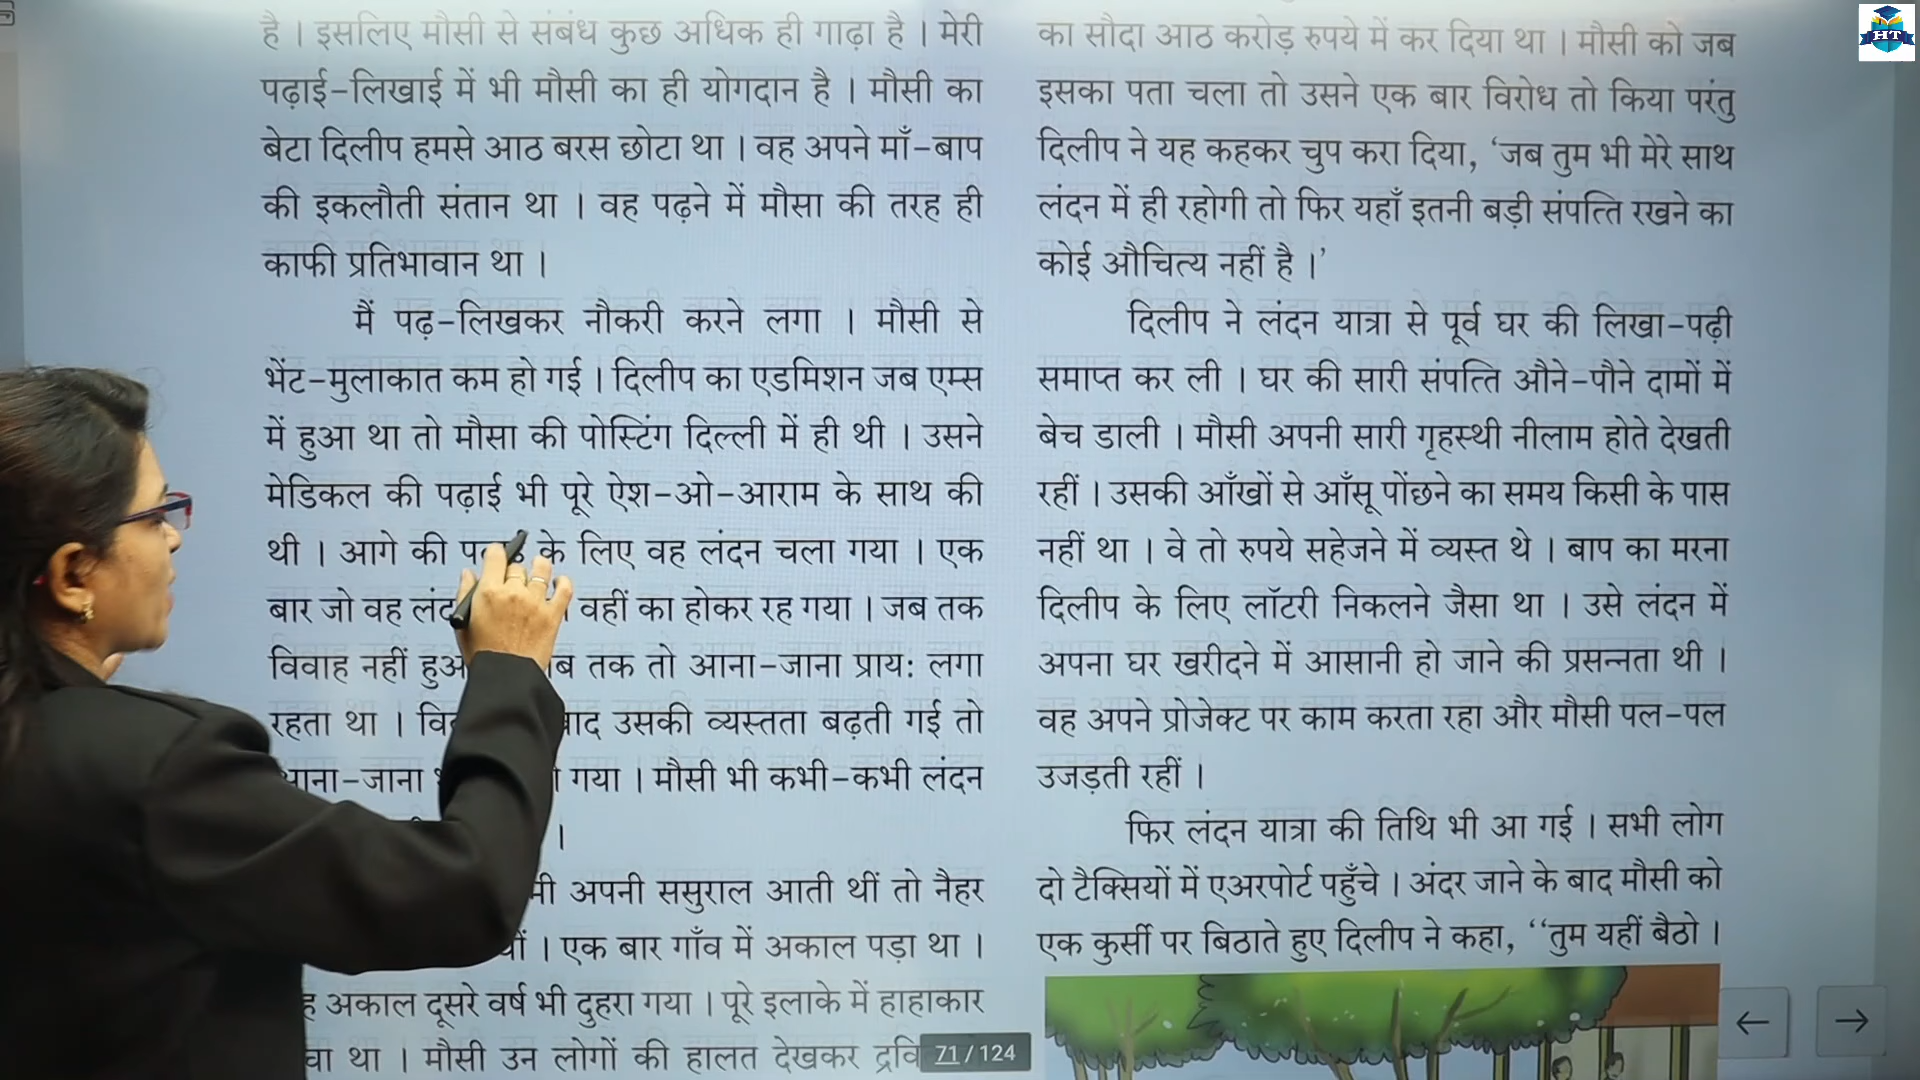 है । इसलिए मौसी से संबंध कुछ अधिक ही गाढ़ा है । मेरी
पढ़ाई-लिखाई में भी मौसी का ही योगदान है । मौसी का
बेटा दिलीप हमसे आठ बरस छोटा था । वह अपने माँ-बाप
की इकलौती संतान था । वह पढ़ने में मौसा की तरह ही
काफी प्रतिभावान था ।
मैं पढ़-लिखकर नौकरी करने लगा । मौसी से
भेंट-मुलाकात कम हो गई । दिलीप का एडमिशन जब एम्स
में हुआ था तो मौसा की पोस्टिंग दिल्ली में ही थी । उसने
मेडिकल की पढ़ाई भी पूरे ऐश-ओ-आराम के साथ की
थी । आगे की के लिए वह लंदन चला गया । एक
बार जो वह वहीं का होकर रह गया । जब तक
विवाह नहीं तक तो आना-जाना प्राय: लगा
रहता था । उसकी व्यस्तता बढ़ती गई तो
गया । मौसी भी कभी-कभी लंदन
।
अपनी ससुराल आती थीं तो नैहर
। एक बार गाँव में अकाल पड़ा था ।
अकाल दूसरे वर्ष भी दुहरा गया । पूरे इलाके में हाहाकार
था । मौसी उन लोगों की हालत देखकर
का सौदा आठ करोड़ रुपये में कर दिया था । मौसी को जब
इसका पता चला तो उसने एक बार विरोध तो किया परंतु
दिलीप ने यह कहकर चुप करा दिया, ‘जब तुम भी मेरे साथ
लंदन में ही रहोगी तो फिर यहाँ इतनी बड़ी संपत्ति रखने का
कोई औचित्य नहीं है ।’
दिलीप ने लंदन यात्रा से पूर्व घर की लिखा-पढ़ी
समाप्त कर ली । घर की सारी संपत्ति औने-पौने दामों में
बेच डाली । मौसी अपनी सारी गृहस्थी नीलाम होते देखती
रहीं । उसकी आँखों से आँसू पोंछने का समय किसी के पास
नहीं था । वे तो रुपये सहेजने में व्यस्त थे । बाप का मरना
दिलीप के लिए लॉटरी निकलने जैसा था । उसे लंदन में
अपना घर खरीदने में आसानी हो जाने की प्रसन्नता थी ।
वह अपने प्रोजेक्ट पर काम करता रहा और मौसी पल-पल
उजड़ती रहीं ।
फिर लंदन यात्रा की तिथि भी आ गई । सभी लोग
दो टैक्सियों में एअरपोर्ट पहुँचे । अंदर जाने के बाद मौसी को
एक कुर्सी पर बिठाते हुए दिलीप ने कहा, “तुम यहीं बैठो ।
71 / 124
HT